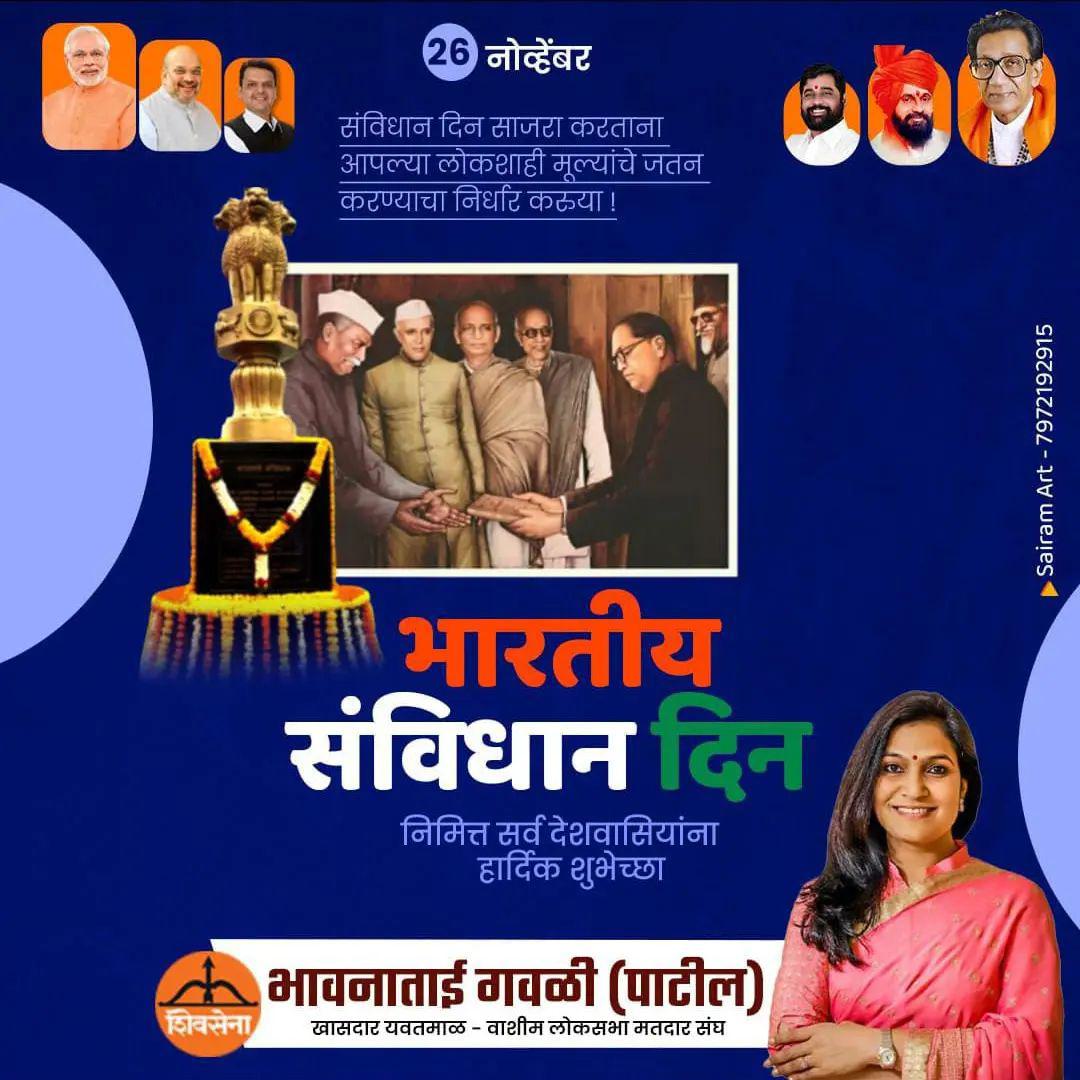 26 नोव्हेंबर
संविधान दिन साजरा करताना
आपल्या लोकशाही मूल्यांचे जतन
करण्याचा निर्धार करुया !
Sairam Art - 7972192915
भारतीय
संविधान दिन
निमित्त सर्व देशवासियांना
हार्दिक शुभेच्छा
शिवसेना
भावनाताई गवळी (पाटील)
खासदार यवतमाळ - वाशीम लोकसभा मतदार संघ